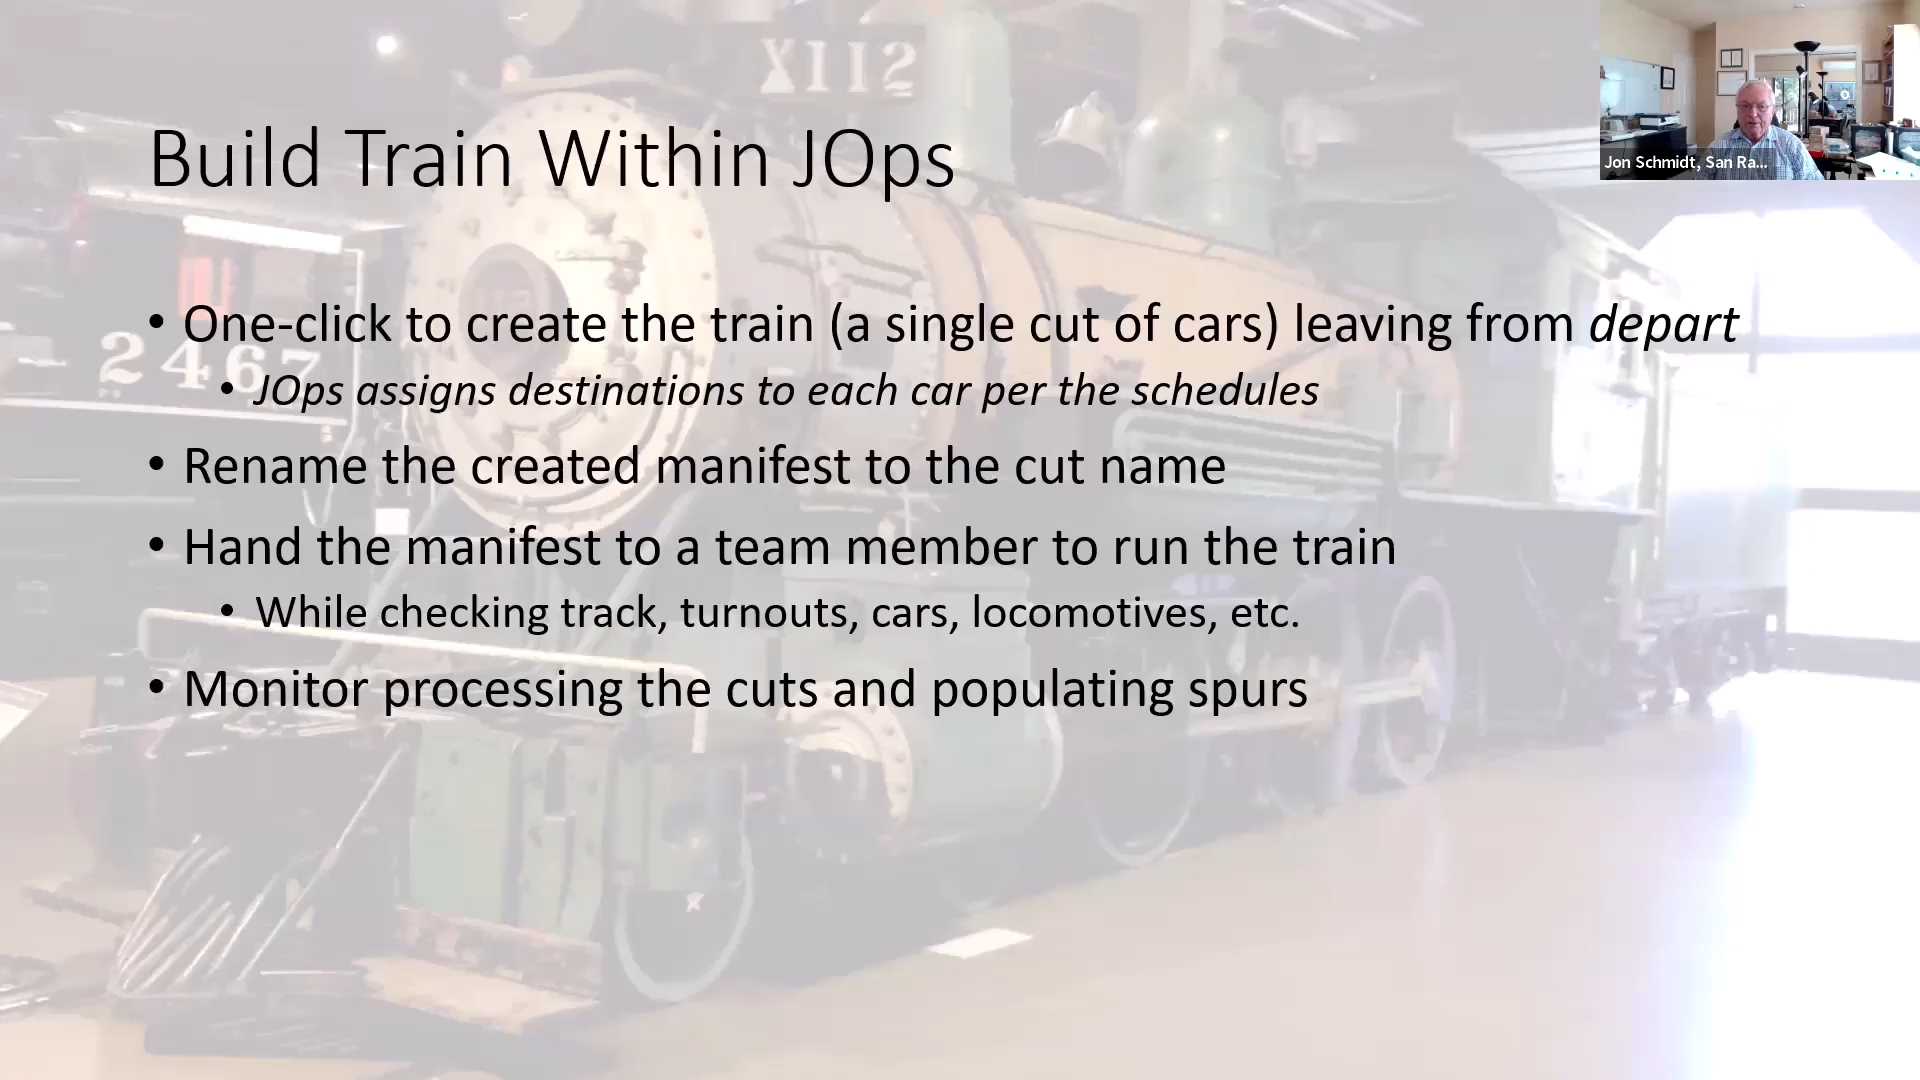 X112
Jon Schmidt, San Ra...
Build Train Within JOps
• One-click to create the train (a single cut of cars) leaving from depart
2467
• JOps assigns destinations to each car per the schedules
• Rename the created manifest to the cut name
• Hand the manifest to a team member to run the train
• While checking track, turnouts, cars, locomotives, etc.
• Monitor processing the cuts and populating spurs